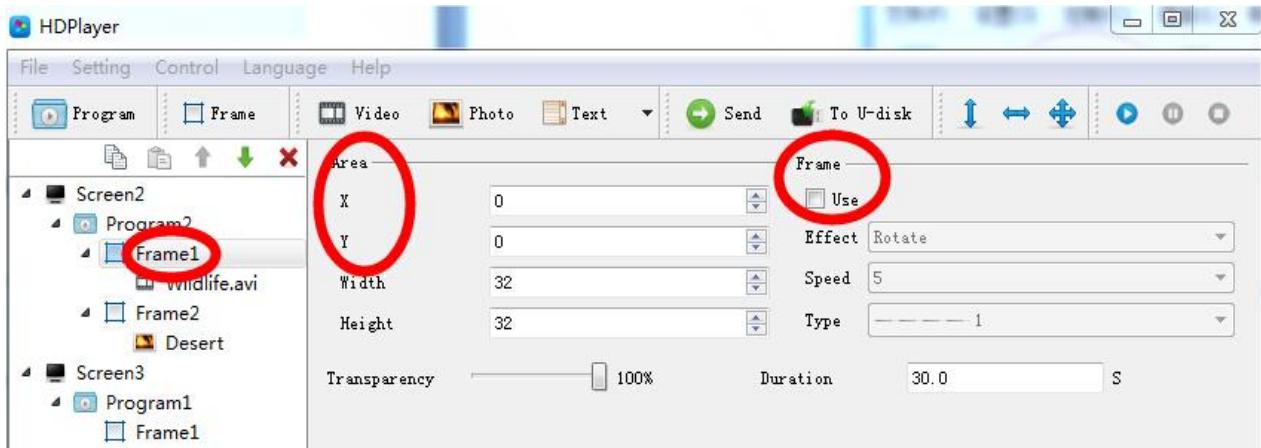 HDPlayer
File Setting Control Language Help
Program Frame Video Photo Text Send To U-disk
Screen2
Program2
Frame1
Wildlife.avi
Frame2
Desert
Screen3
Program1
Frame1
Area
X 0
Y 0
Width 32
Height 32
Transparency 100%
Frame
Use
Effect Rotate
Speed 5
Type ————— 1
Duration 30.0 S